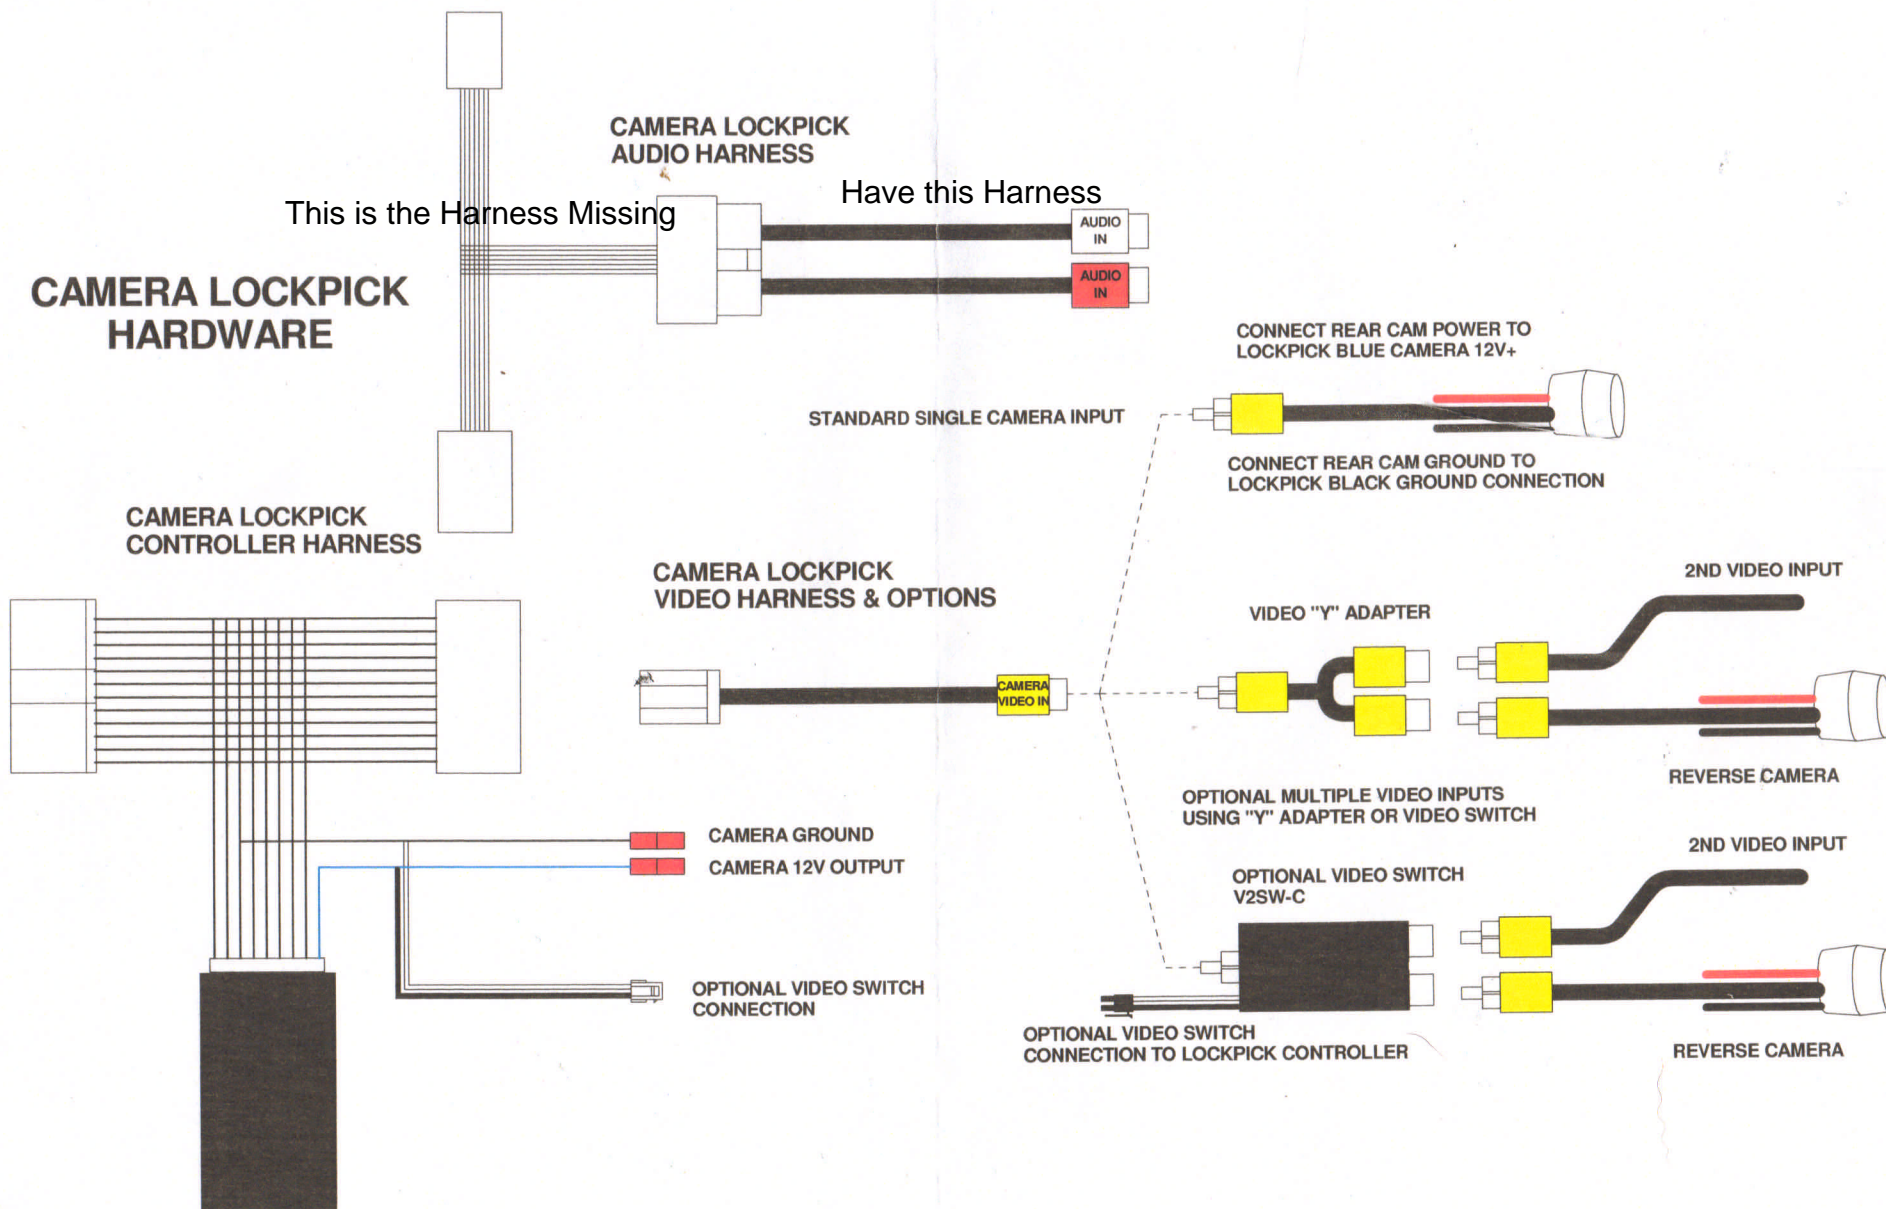 CAMERA LOCKPICK
AUDIO HARNESS
This is the Harness Missing
Have this Harness
AUDIO
IN
AUDIO
IN
CAMERA LOCKPICK
HARDWARE
CONNECT REAR CAM POWER TO
LOCKPICK BLUE CAMERA 12V+
STANDARD SINGLE CAMERA INPUT
CONNECT REAR CAM GROUND TO
LOCKPICK BLACK GROUND CONNECTION
CAMERA LOCKPICK
CONTROLLER HARNESS
CAMERA LOCKPICK
VIDEO HARNESS & OPTIONS
CAMERA
VIDEO IN
VIDEO "Y" ADAPTER
2ND VIDEO INPUT
REVERSE CAMERA
OPTIONAL MULTIPLE VIDEO INPUTS
USING "Y" ADAPTER OR VIDEO SWITCH
CAMERA GROUND
CAMERA 12V OUTPUT
OPTIONAL VIDEO SWITCH
CONNECTION
OPTIONAL VIDEO SWITCH
V2SW-C
2ND VIDEO INPUT
OPTIONAL VIDEO SWITCH
CONNECTION TO LOCKPICK CONTROLLER
REVERSE CAMERA